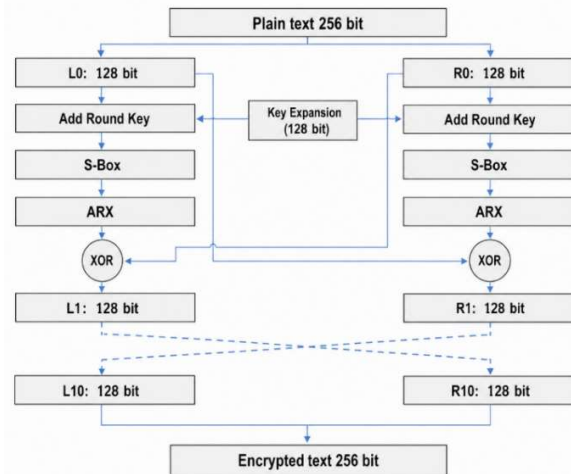 Plain text 256 bit
L0: 128 bit
R0: 128 bit
Add Round Key
Key Expansion
(128 bit)
Add Round Key
S-Box
S-Box
ARX
ARX
XOR
XOR
L1: 128 bit
R1: 128 bit
L10: 128 bit
R10: 128 bit
Encrypted text 256 bit